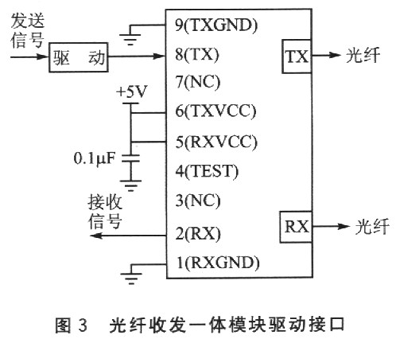 发送
信号
驱 动
9(TXGND)
8(TX)
7(NC)
+5V
6(TXVCC)
5(RXVCC)
0.1μF
4(TEST)
接收
信号
3(NC)
2(RX)
1(RXGND)
TX
光纤
RX
光纤
图 3 光纤收发一体模块驱动接口